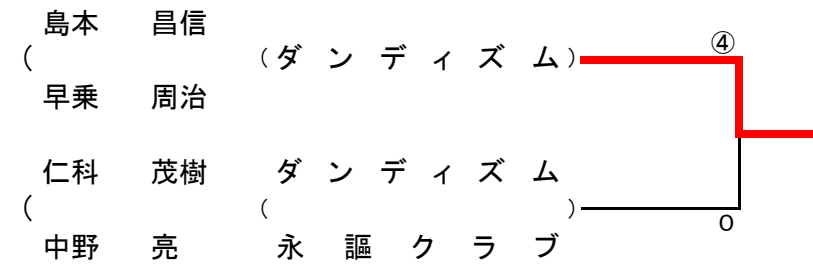 島本 昌信
( (ダンディズム) ④
早乗 周治
仁科 茂樹 ダンディズム
( ( ) 0
中野 亮 永謳クラブ